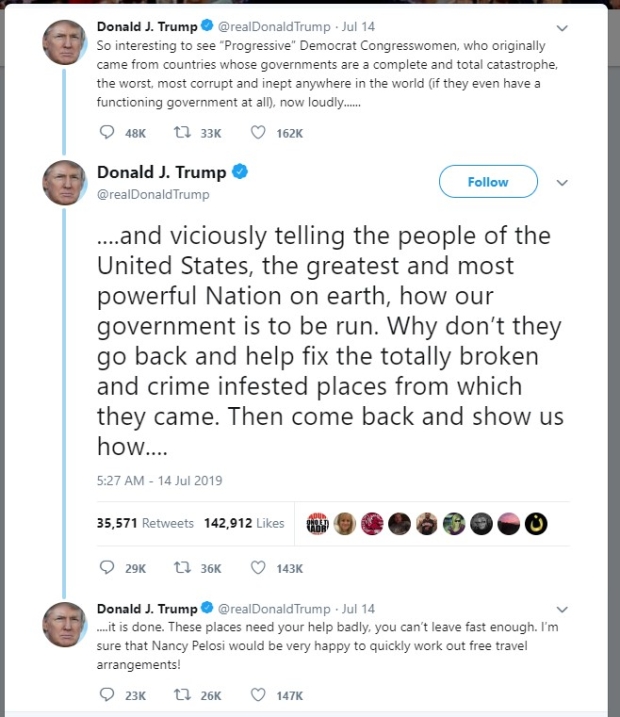 Donald J. Trump @realDonaldTrump · Jul 14
So interesting to see "Progressive" Democrat Congresswomen, who originally
came from countries whose governments are a complete and total catastrophe,
the worst, most corrupt and inept anywhere in the world (if they even have a
functioning government at all), now loudly......
48K 33K 162K
Donald J. Trump
@realDonaldTrump
Follow
....and viciously telling the people of the
United States, the greatest and most
powerful Nation on earth, how our
government is to be run. Why don't they
go back and help fix the totally broken
and crime infested places from which
they came. Then come back and show us
how....
5:27 AM - 14 Jul 2019
35,571 Retweets 142,912 Likes
29K 36K 143K
Donald J. Trump @realDonaldTrump · Jul 14
....it is done. These places need your help badly, you can't leave fast enough. I'm
sure that Nancy Pelosi would be very happy to quickly work out free travel
arrangements!
23K 26K 147K